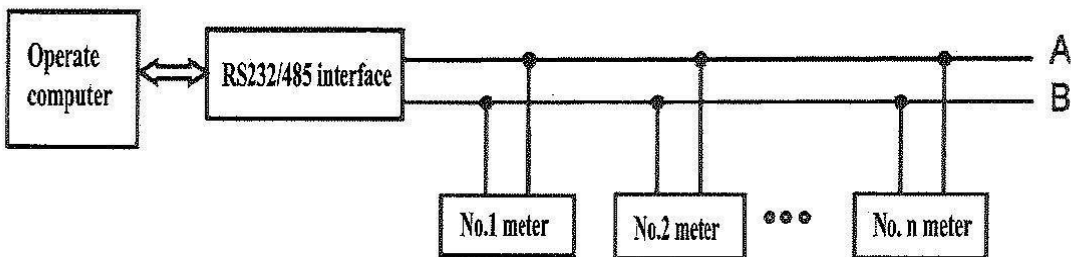 Operate
computer
RS232/485 interface
A
B
No.1 meter
No.2 meter
No. n meter